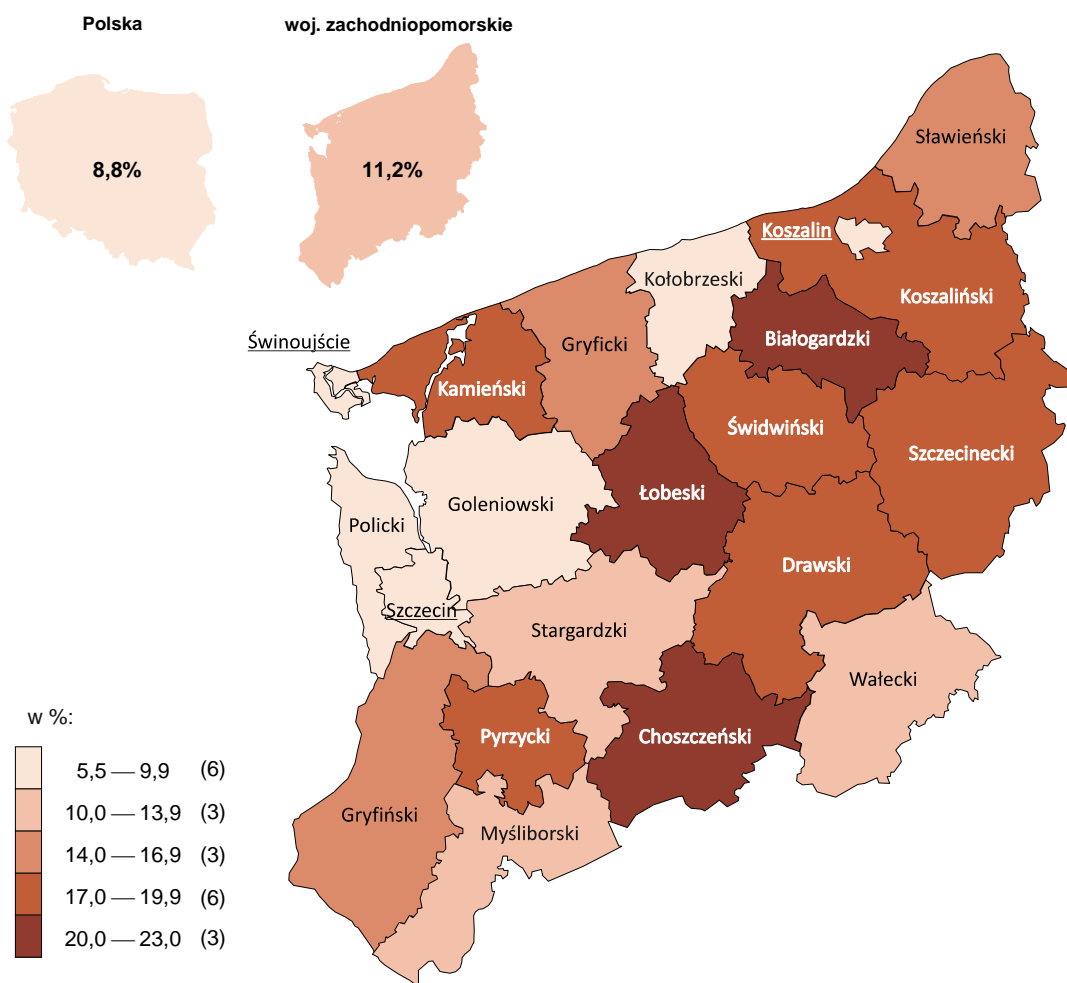 Polska
woj. zachodniopomorskie
8,8%
11,2%
Sławieński
Koszalin
Kołobrzeski
Koszaliński
Świnoujście
Białogardzki
Gryficki
Kamieński
Świdwiński
Szczecinecki
Łobeski
Goleniowski
Policki
Drawski
Szczecin
Stargardzki
Wałecki
w %:
Pyrzycki
Choszczeński
5,5 — 9,9 (6)
10,0 — 13,9 (3)
Gryfiński
Myśliborski
14,0 — 16,9 (3)
17,0 — 19,9 (6)
20,0 — 23,0 (3)